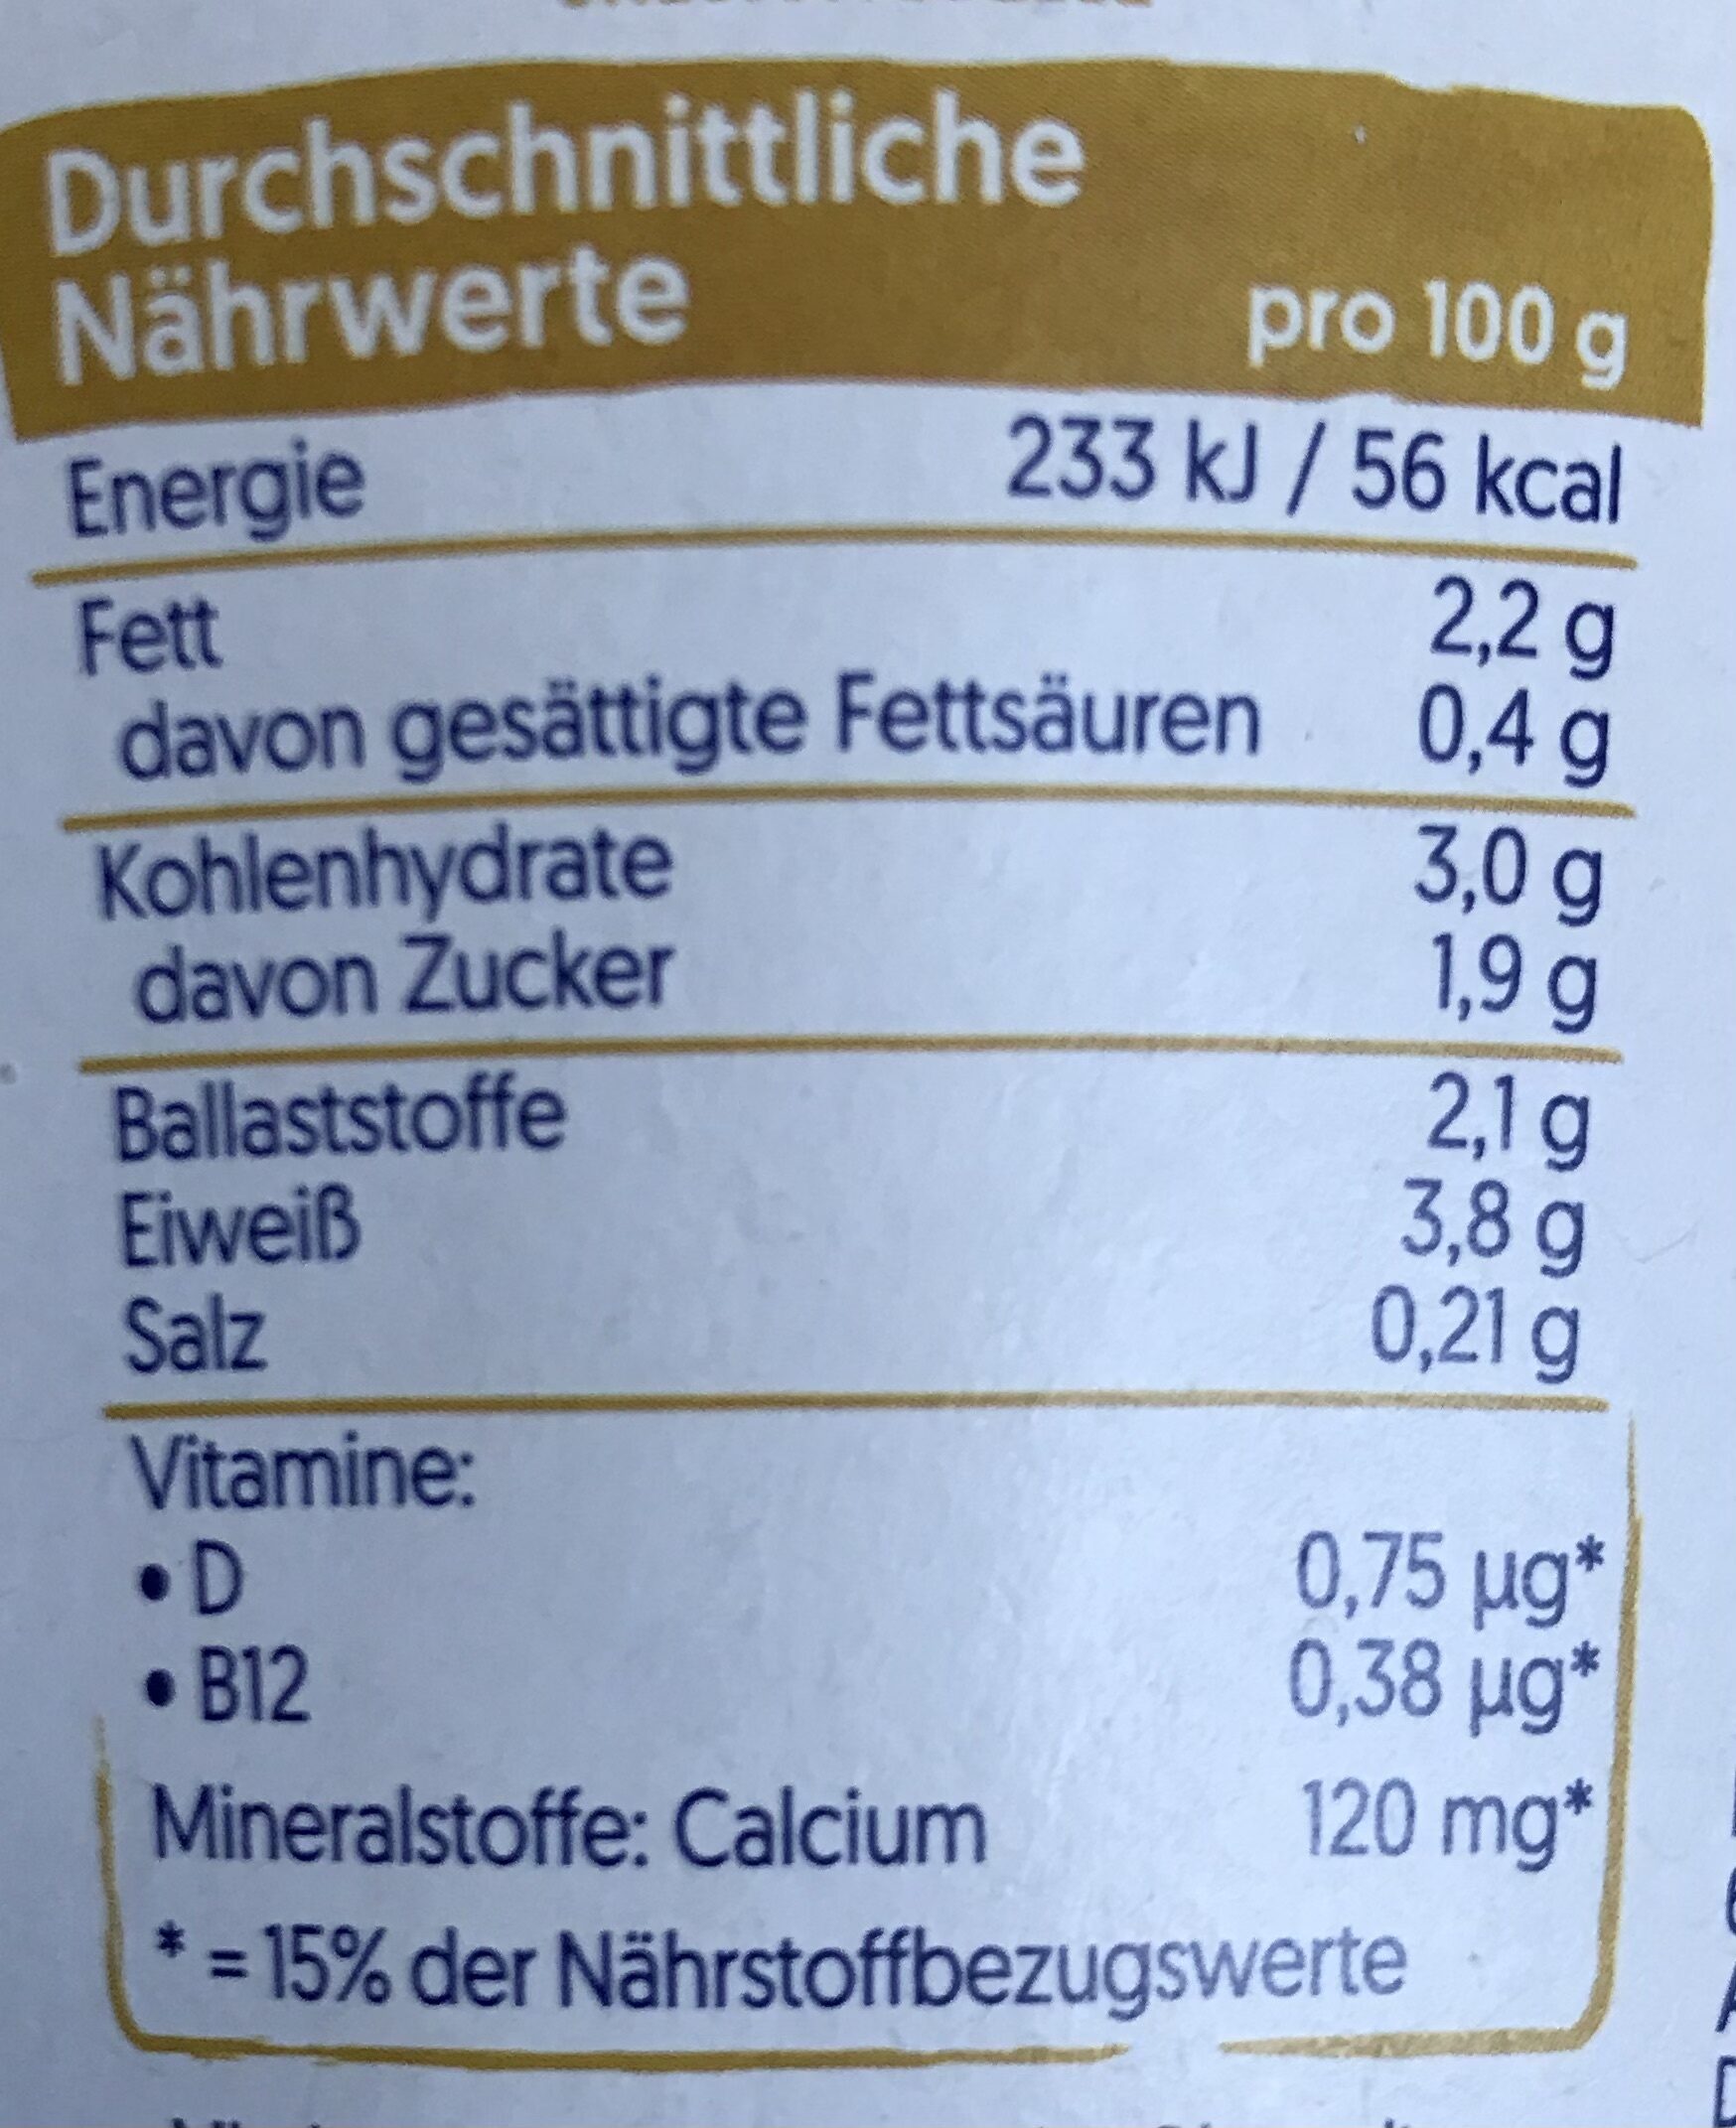 Durchschnittliche
Nährwerte pro 100 g
Energie 233 kJ / 56 kcal
Fett 2,2 g
davon gesättigte Fettsäuren 0,4 g
Kohlenhydrate 3,0 g
davon Zucker 1,9 g
Ballaststoffe 2,1 g
Eiweiß 3,8 g
Salz 0,21 g
Vitamine:
• D 0,75 µg*
• B12 0,38 µg*
Mineralstoffe: Calcium 120 mg*
* = 15% der Nährstoffbezugswerte